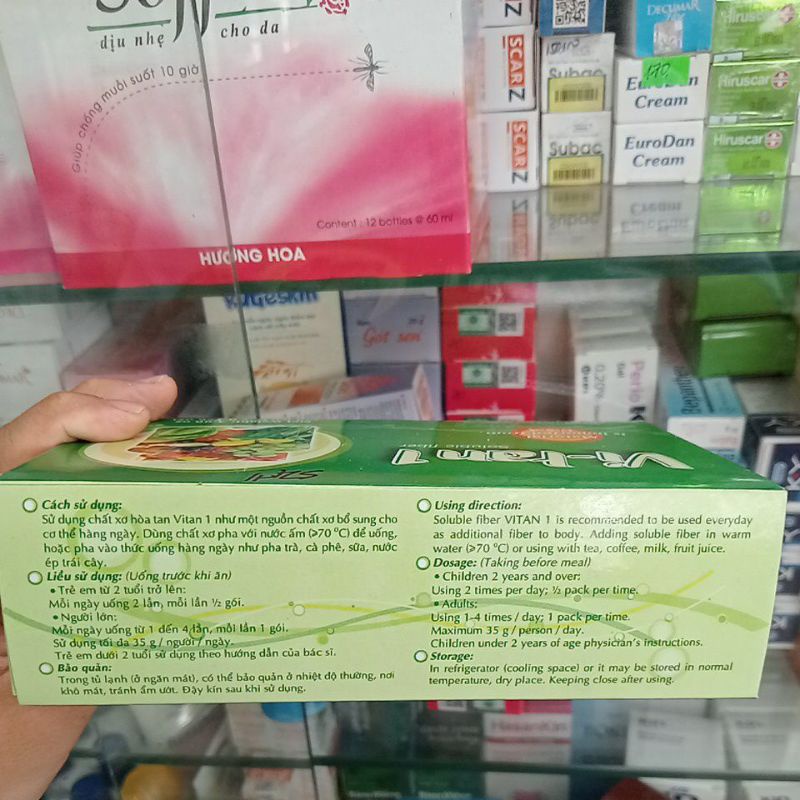 dịu nhẹ
cho da
Giúp chống muỗi suốt 10 giờ
Content : 12 bottles @ 60 ml
HƯƠNG HOA
SCAR Z
SCAR Z
Subac
Subac
DECUMAR
170
EuroDan
Cream
EuroDan
Cream
Hiruscar
Hiruscar
Hiruscar
Got sen
0.20%
vi-tan 1
soluble fiber
Cách sử dụng:
Sử dụng chất xơ hòa tan Vitan 1 như một nguồn chất xơ bổ sung cho
cơ thể hàng ngày. Dùng chất xơ pha với nước ấm (≽70 °C) để uống,
hoặc pha vào thức uống hàng ngày như pha trà, cà phê, sữa, nước
ép trái cây.
Liều sử dụng: (Uống trước khi ăn)
• Trẻ em từ 2 tuổi trở lên:
Mỗi ngày uống 2 lần, mỗi lần ½ gói.
• Người lớn:
Mỗi ngày uống từ 1 đến 4 lần, mỗi lần 1 gói.
Sử dụng tối đa 35 g / người / ngày.
Trẻ em dưới 2 tuổi sử dụng theo hướng dẫn của bác sĩ.
Bảo quản:
Trong tủ lạnh (ở ngăn mát), có thể bảo quản ở nhiệt độ thường, nơi
khô mát, tránh ẩm ướt. Đậy kín sau khi sử dụng.
Using direction:
Soluble fiber VITAN 1 is recommended to be used everyday
as additional fiber to body. Adding soluble fiber in warm
water (≽70 °C) or using with tea, coffee, milk, fruit juice.
Dosage: (Taking before meal)
• Children 2 years and over:
Using 2 times per day; ½ pack per time.
• Adults:
Using 1-4 times / day; 1 pack per time.
Maximum 35 g / person / day.
Children under 2 years of age physician's instructions.
Storage:
In refrigerator (cooling space) or it may be stored in normal
temperature, dry place. Keeping close after using.